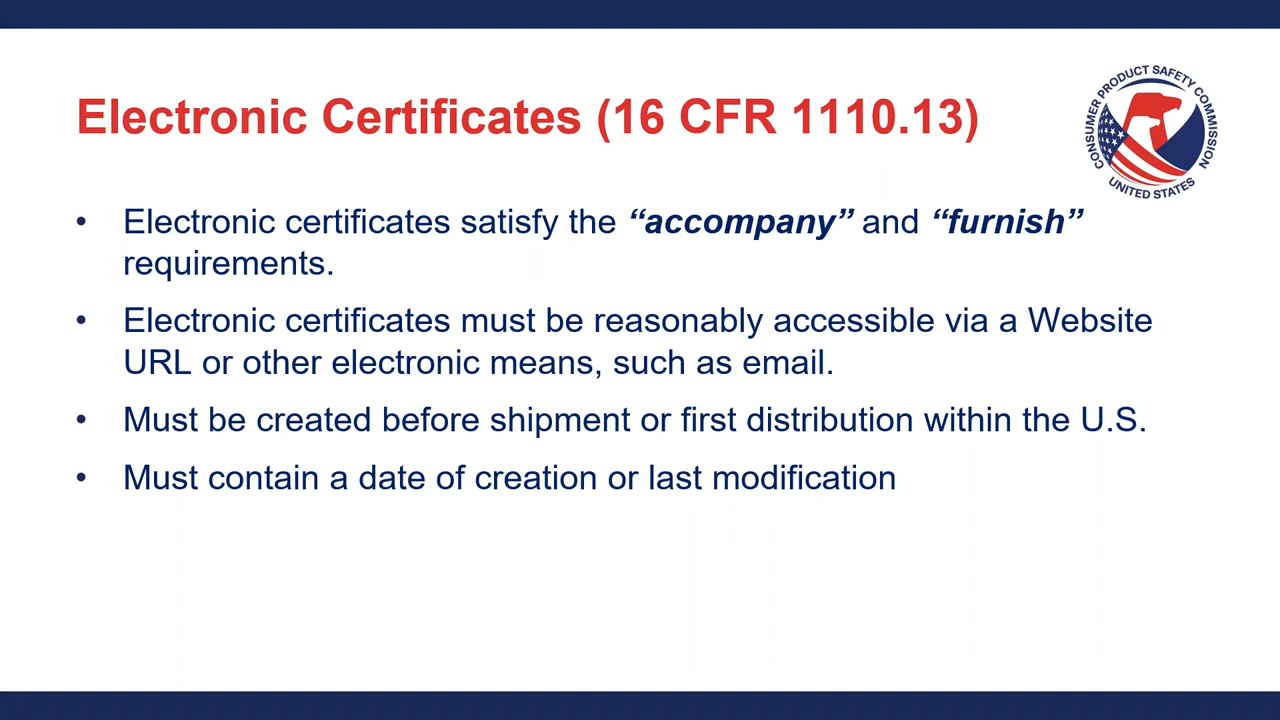 Electronic Certificates (16 CFR 1110.13)
CONSUMER PRODUCT SAFETY COMMISSION
UNITED STATES
• Electronic certificates satisfy the “accompany” and “furnish”
requirements.
• Electronic certificates must be reasonably accessible via a Website
URL or other electronic means, such as email.
• Must be created before shipment or first distribution within the U.S.
• Must contain a date of creation or last modification